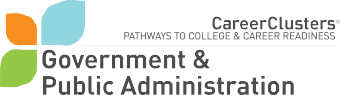 CareerClusters®
PATHWAYS TO COLLEGE & CAREER READINESS
Government &
Public Administration